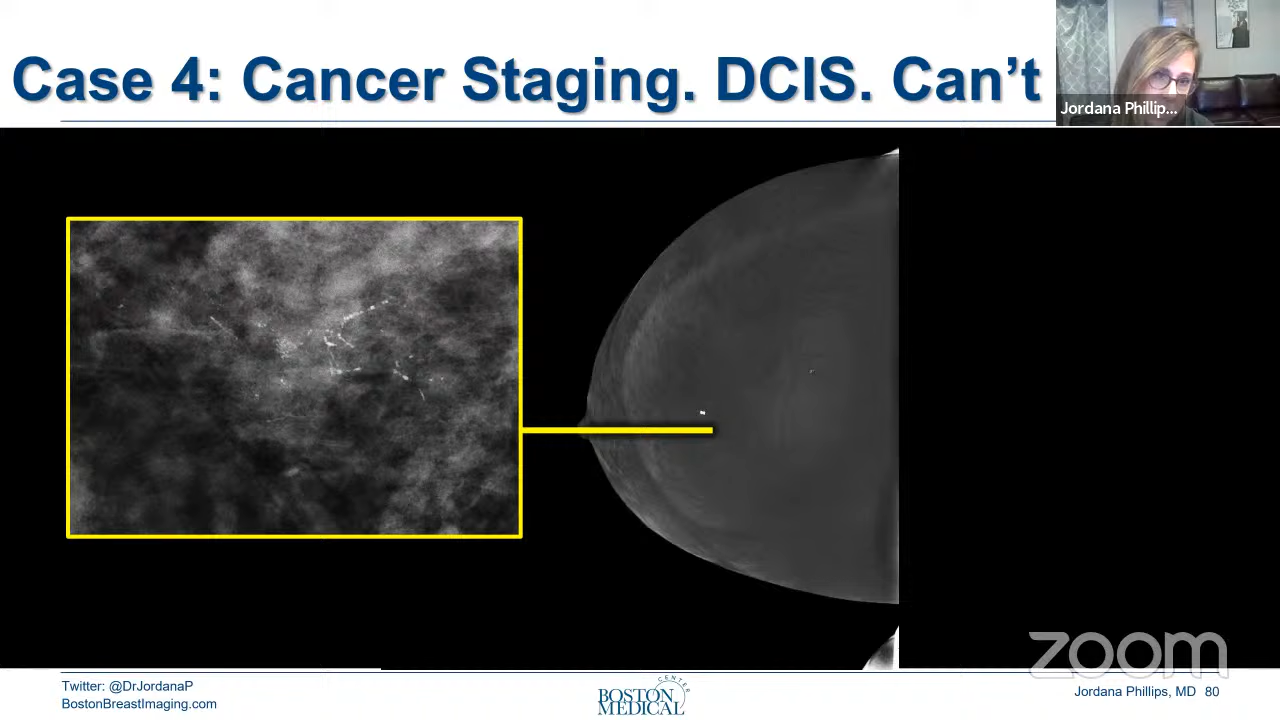 Case 4: Cancer Staging. DCIS. Can't
Jordana Phillip...
zoom
Twitter: @DrJordanaP
BostonBreastImaging.com
BOSTON
MEDICAL
CENTER
Jordana Phillips, MD 80